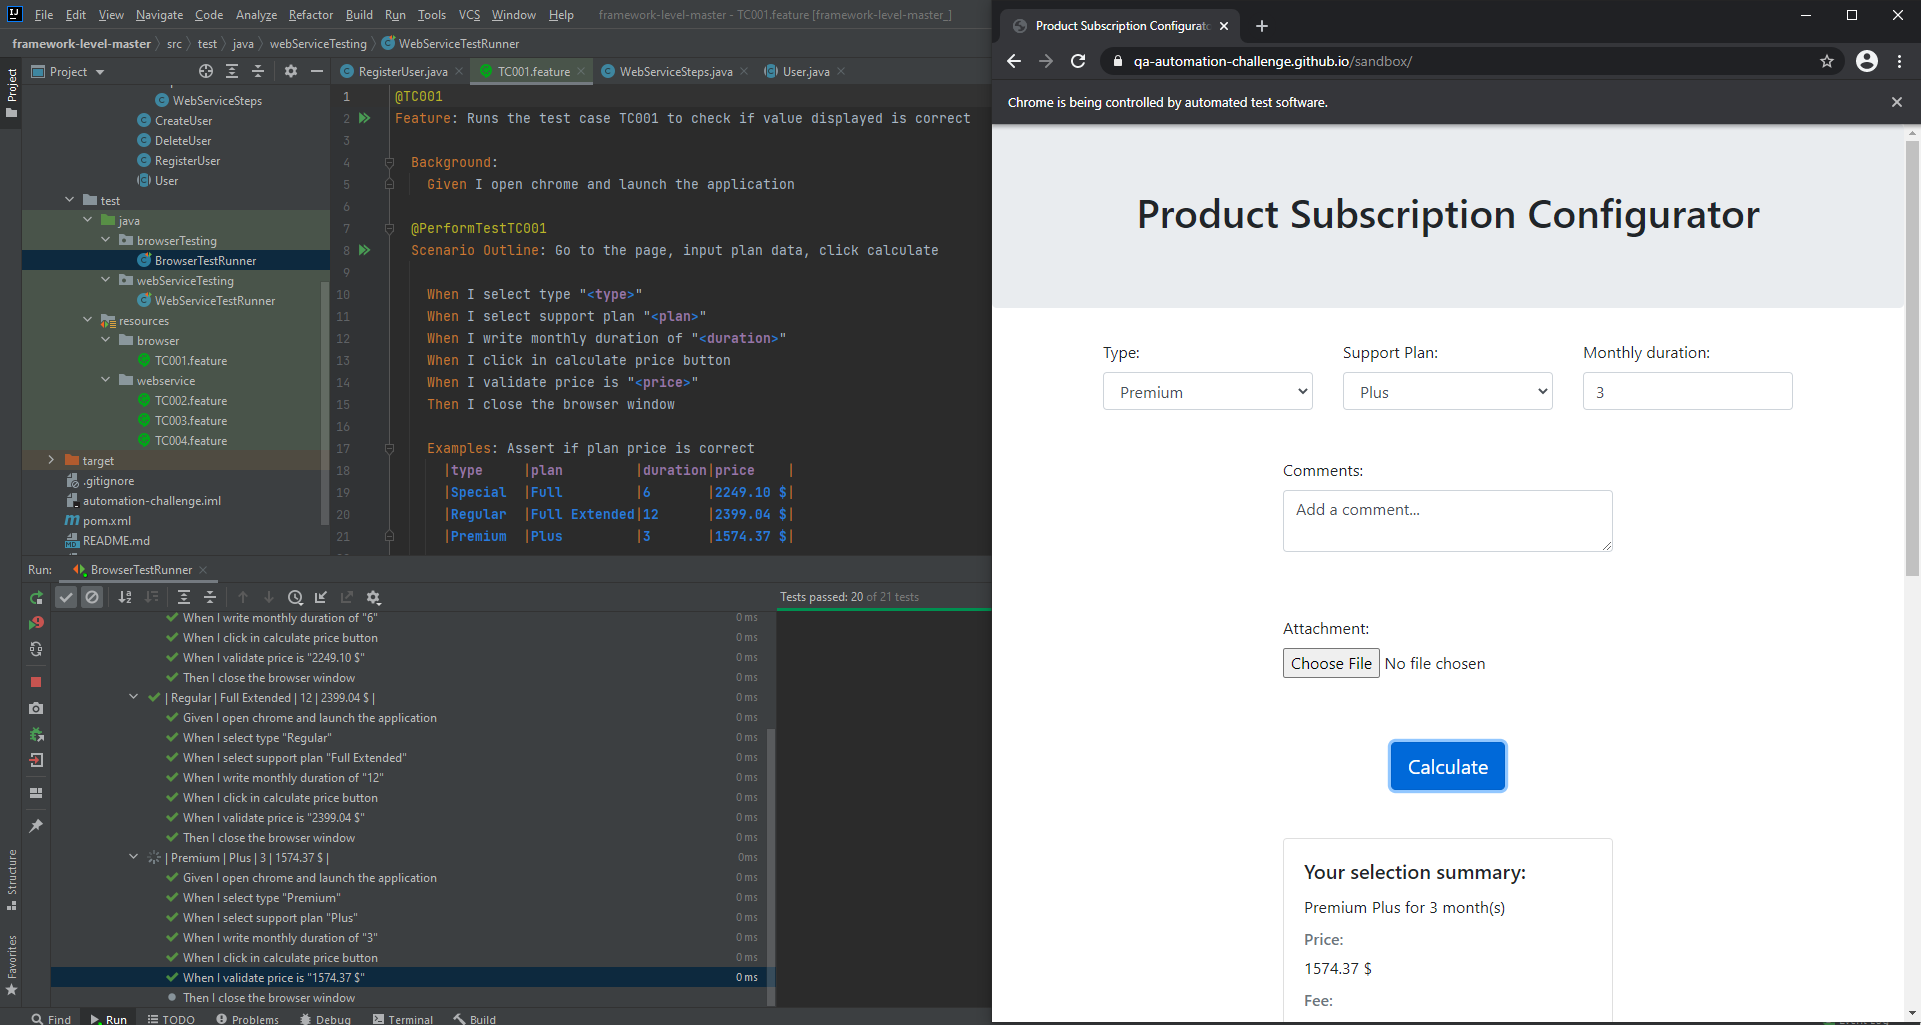 File Edit View Navigate Code Analyze Refactor Build Run Tools VCS Window Help framework-level-master - TC001.feature [framework-level-master_]
framework-level-master src test java webServiceTesting WebServiceTestRunner
Project
Project
WebServiceSteps
CreateUser
DeleteUser
RegisterUser
User
test
java
browserTesting
BrowserTestRunner
webServiceTesting
WebServiceTestRunner
resources
browser
TC001.feature
webservice
TC002.feature
TC003.feature
TC004.feature
target
.gitignore
automation-challenge.iml
pom.xml
README.md
RegisterUser.java TC001.feature WebServiceSteps.java User.java
1 @TC001
2 Feature: Runs the test case TC001 to check if value displayed is correct
3
4 Background:
5 Given I open chrome and launch the application
6
7 @PerformTestTC001
8 Scenario Outline: Go to the page, input plan data, click calculate
9
10 When I select type "<type>"
11 When I select support plan "<plan>"
12 When I write monthly duration of "<duration>"
13 When I click in calculate price button
14 When I validate price is "<price>"
15 Then I close the browser window
16
17 Examples: Assert if plan price is correct
18 |type |plan |duration|price |
19 |Special |Full |6 |2249.10 $|
20 |Regular |Full Extended|12 |2399.04 $|
21 |Premium |Plus |3 |1574.37 $|
Run: BrowserTestRunner
Tests passed: 20 of 21 tests
When I write monthly duration of "6" 0 ms
When I click in calculate price button 0 ms
When I validate price is "2249.10 $" 0 ms
Then I close the browser window 0 ms
| Regular | Full Extended | 12 | 2399.04 $ | 0 ms
Given I open chrome and launch the application 0 ms
When I select type "Regular" 0 ms
When I select support plan "Full Extended" 0 ms
When I write monthly duration of "12" 0 ms
When I click in calculate price button 0 ms
When I validate price is "2399.04 $" 0 ms
Then I close the browser window 0 ms
| Premium | Plus | 3 | 1574.37 $ | 0 ms
Given I open chrome and launch the application 0 ms
When I select type "Premium" 0 ms
When I select support plan "Plus" 0 ms
When I write monthly duration of "3" 0 ms
When I click in calculate price button 0 ms
When I validate price is "1574.37 $" 0 ms
Then I close the browser window
Structure
Favorites
Find Run TODO Problems Debug Terminal Build
Product Subscription Configurato
qa-automation-challenge.github.io/sandbox/
Chrome is being controlled by automated test software.
Product Subscription Configurator
Type: Support Plan: Monthly duration:
Premium Plus 3
Comments:
Add a comment...
Attachment:
Choose File No file chosen
Calculate
Your selection summary:
Premium Plus for 3 month(s)
Price:
1574.37 $
Fee: